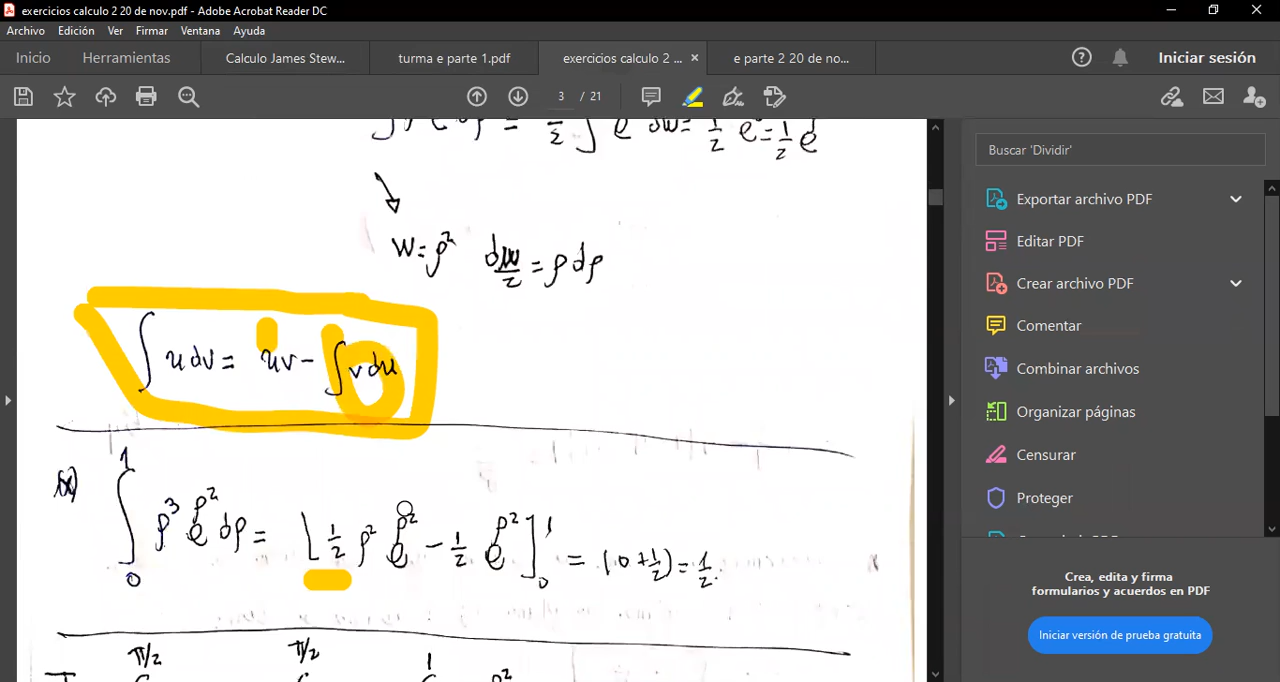 exercicios calculo 2 20 de nov.pdf - Adobe Acrobat Reader DC
Archivo Edición Ver Firmar Ventana Ayuda
Inicio Herramientas Calculo James Stew... turma e parte 1.pdf exercicios calculo 2 ... × e parte 2 20 de no... Iniciar sesión
3 / 21
Buscar 'Dividir'
Exportar archivo PDF
Editar PDF
Crear archivo PDF
Comentar
Combinar archivos
Organizar páginas
Censurar
Proteger
Crea, edita y firma
formularios y acuerdos en PDF
Iniciar versión de prueba gratuita
W=ρ² dw/2 = ρ dρ
∫ u dv = uv - ∫ v du
∫₀¹ ρ³ e^ρ² dρ = [1/2 ρ² e^ρ² - 1/2 e^ρ²]₀¹ = (0 + 1/2) = 1/2.
π/2 π/2 1